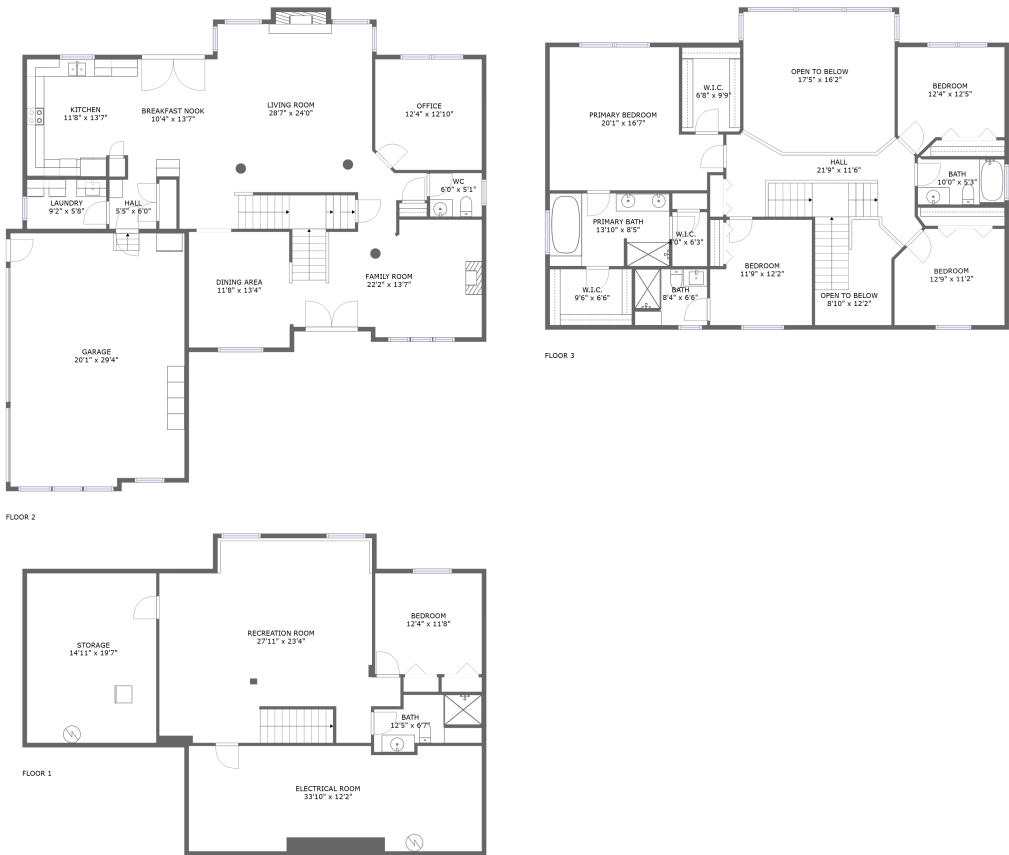 KITCHEN
11'8" x 13'7"
BREAKFAST NOOK
10'4" x 13'7"
LIVING ROOM
28'7" x 24'0"
OFFICE
12'4" x 12'10"
LAUNDRY
9'2" x 5'8"
HALL
5'5" x 6'0"
WC
6'0" x 5'1"
DINING AREA
11'8" x 13'4"
FAMILY ROOM
22'2" x 13'7"
GARAGE
20'1" x 29'4"
FLOOR 2
PRIMARY BEDROOM
20'1" x 16'7"
W.I.C.
6'8" x 9'9"
OPEN TO BELOW
17'5" x 16'2"
BEDROOM
12'4" x 12'5"
HALL
21'9" x 11'6"
BATH
10'0" x 5'3"
PRIMARY BATH
13'10" x 8'5"
W.I.C.
x 6'3"
W.I.C.
9'6" x 6'6"
BATH
8'4" x 6'6"
BEDROOM
11'9" x 12'2"
OPEN TO BELOW
8'10" x 12'2"
BEDROOM
12'9" x 11'2"
FLOOR 3
STORAGE
14'11" x 19'7"
RECREATION ROOM
27'11" x 23'4"
BEDROOM
12'4" x 11'8"
BATH
12'5" x 6'7"
ELECTRICAL ROOM
33'10" x 12'2"
FLOOR 1